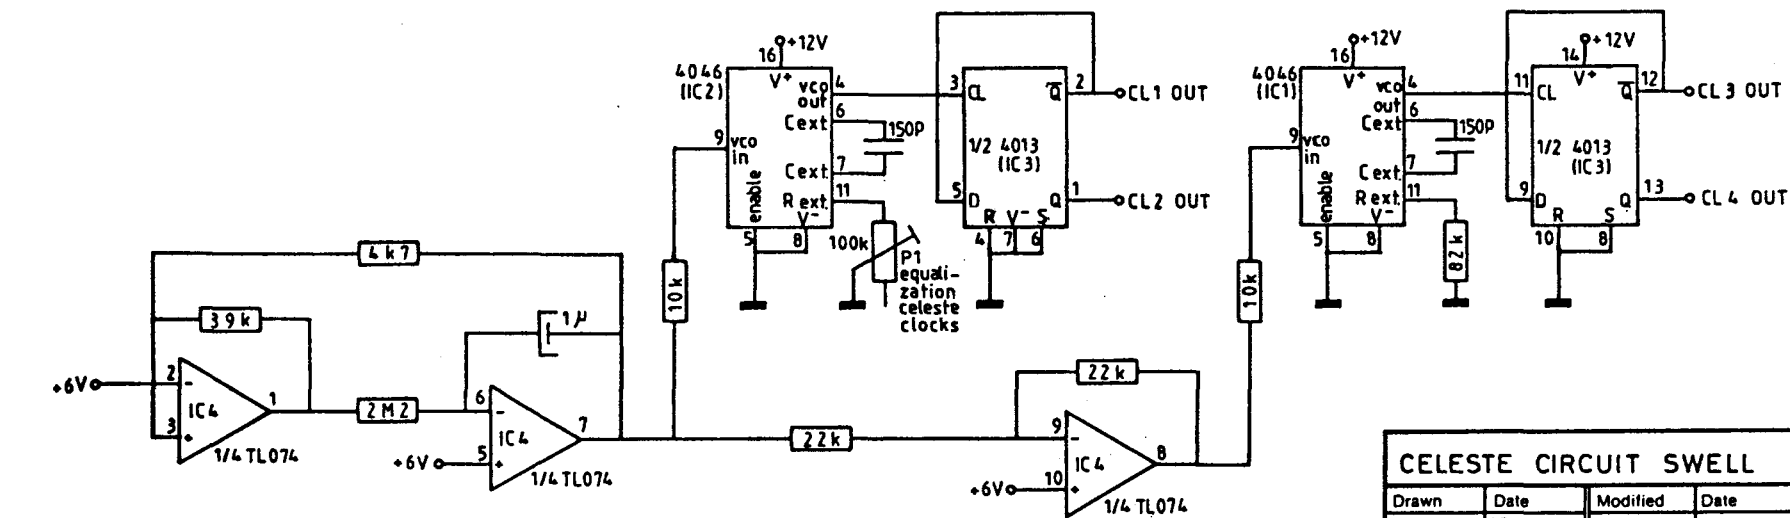 +12V
16
V+
4046
(IC2)
4
vco
out
6
Cext
150P
9
vco
in
7
Cext
enable
11
Rext.
V-
5
8
100k
P1
equali-
zation
celeste
clocks
3
CL
2
Q̅
CL1 OUT
1/2 4013
(IC3)
5
D
1
Q
CL2 OUT
R
V-
S
4
7
6
+12V
16
V+
4046
(IC1)
4
vco
out
6
Cext
150P
9
vco
in
7
Cext
enable
11
Rext.
V-
5
8
82k
+12V
14
V+
11
CL
12
Q̅
CL3 OUT
1/2 4013
(IC3)
9
D
13
Q
CL4 OUT
R
S
10
8
4k7
39k
1µ
10k
10k
+6V
2
-
IC4
1
3
+
1/4 TL074
2M2
6
-
IC4
7
+6V
5
+
1/4 TL074
22k
22k
9
-
IC4
8
+6V
10
+
1/4 TL074
CELESTE CIRCUIT SWELL
Drawn Date Modified Date